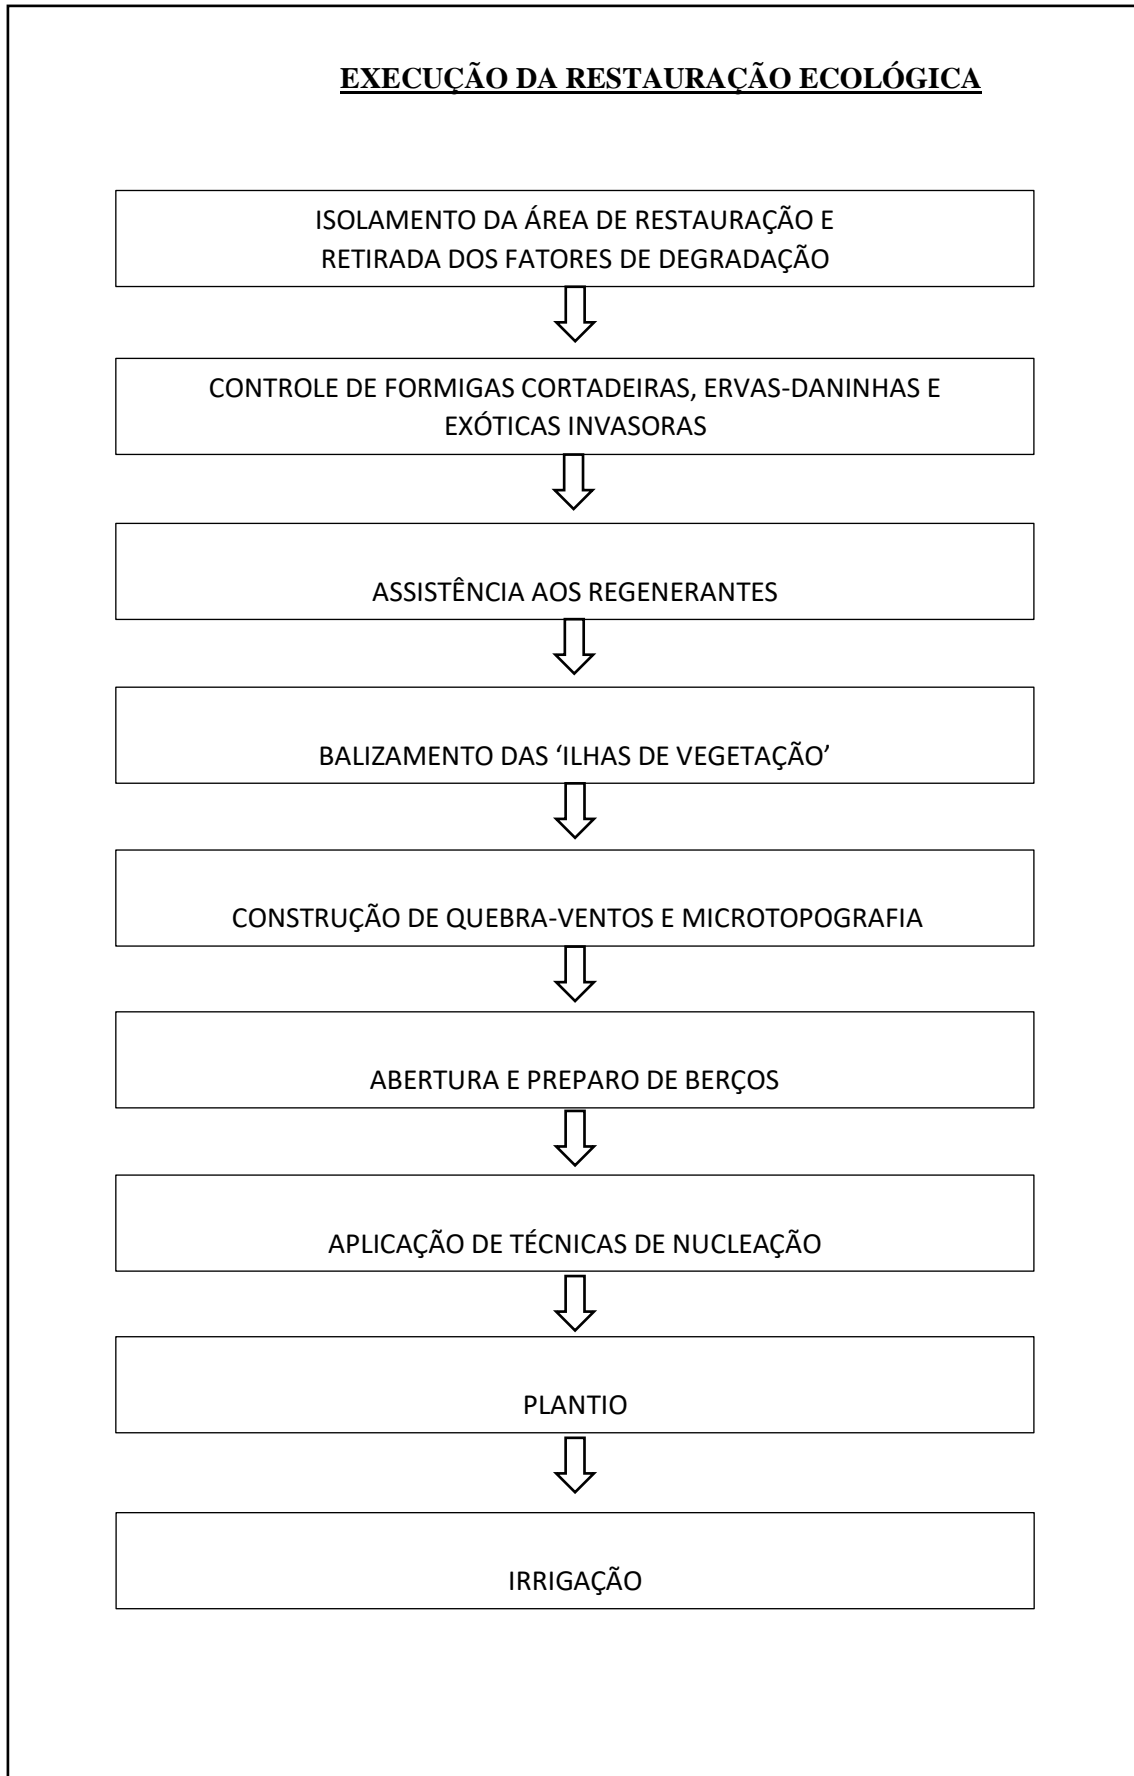 EXECUÇÃO DA RESTAURAÇÃO ECOLÓGICA
ISOLAMENTO DA ÁREA DE RESTAURAÇÃO E
RETIRADA DOS FATORES DE DEGRADAÇÃO
CONTROLE DE FORMIGAS CORTADEIRAS, ERVAS-DANINHAS E
EXÓTICAS INVASORAS
ASSISTÊNCIA AOS REGENERANTES
BALIZAMENTO DAS ‘ILHAS DE VEGETAÇÃO’
CONSTRUÇÃO DE QUEBRA-VENTOS E MICROTOPOGRAFIA
ABERTURA E PREPARO DE BERÇOS
APLICAÇÃO DE TÉCNICAS DE NUCLEAÇÃO
PLANTIO
IRRIGAÇÃO